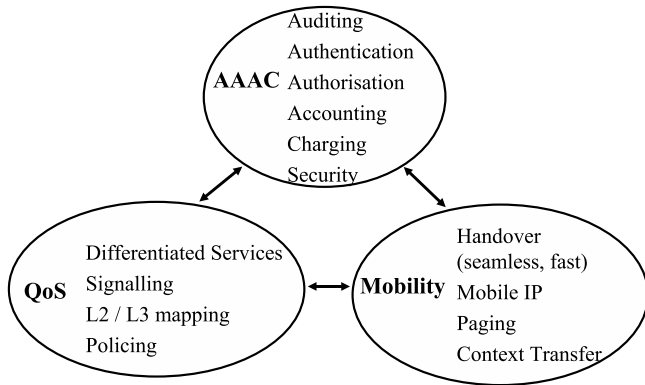 Auditing
Authentication
AAAC
Authorisation
Accounting
Charging
Security
Differentiated Services
QoS
Signalling
L2 / L3 mapping
Policing
Handover
(seamless, fast)
Mobility
Mobile IP
Paging
Context Transfer